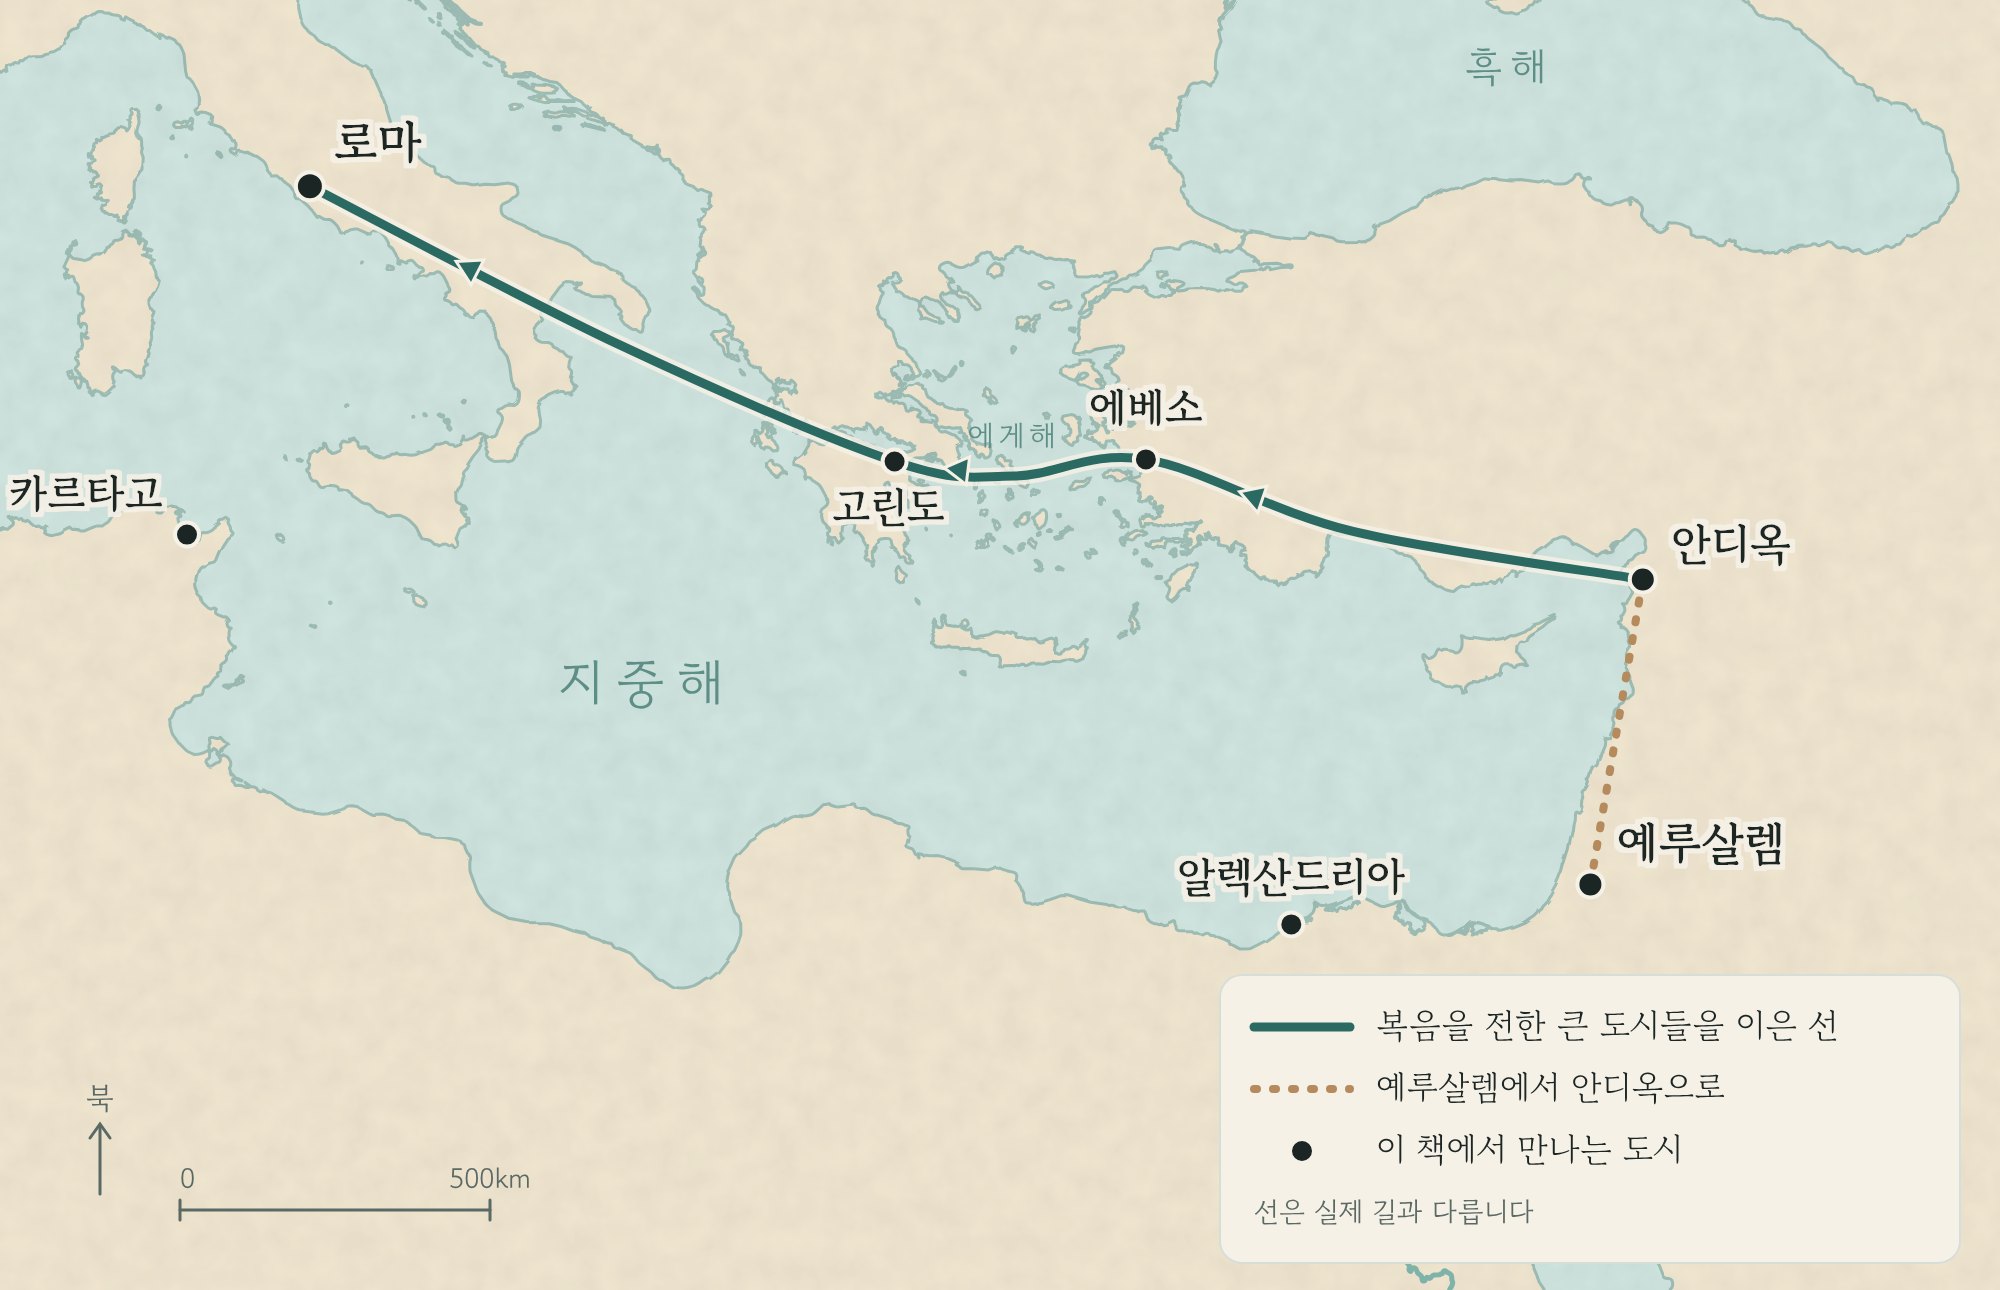 흑해
로마
에베소
에게해
카르타고
고린도
안디옥
지중해
예루살렘
알렉산드리아
복음을 전한 큰 도시들을 이은 선
예루살렘에서 안디옥으로
이 책에서 만나는 도시
선은 실제 길과 다릅니다
북
0 500km